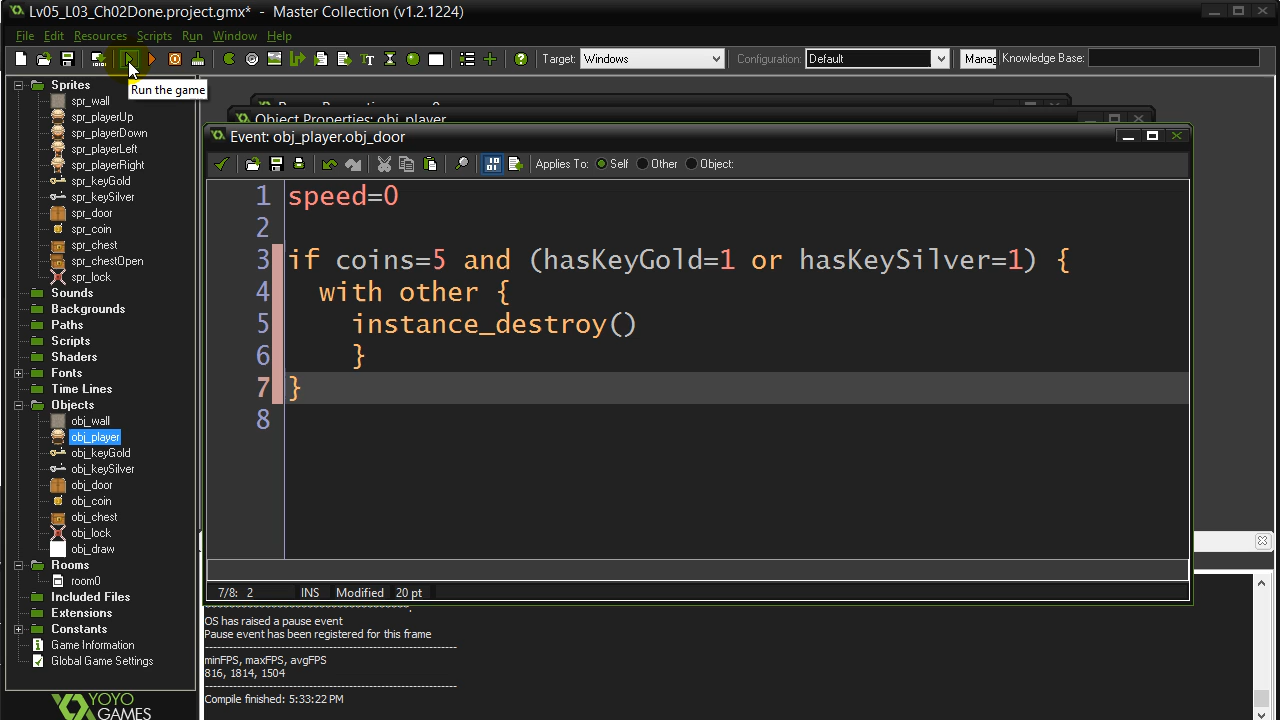 Lv05_L03_Ch02Done.project.gmx* - Master Collection (v1.2.1224)
File Edit Resources Scripts Run Window Help
Target: Windows Configuration: Default Manag Knowledge Base:
Run the game
Sprites
spr_wall
spr_playerUp
spr_playerDown
spr_playerLeft
spr_playerRight
spr_keyGold
spr_keySilver
spr_door
spr_coin
spr_chest
spr_chestOpen
spr_lock
Sounds
Backgrounds
Paths
Scripts
Shaders
Fonts
Time Lines
Objects
obj_wall
obj_player
obj_keyGold
obj_keySilver
obj_door
obj_coin
obj_chest
obj_lock
obj_draw
Rooms
room0
Included Files
Extensions
Constants
Game Information
Global Game Settings
YOYO
GAMES
Object Properties: obj_player
Event: obj_player.obj_door
Applies To: Self Other Object:
1 speed=0
2
3 if coins=5 and (hasKeyGold=1 or hasKeySilver=1) {
4 with other {
5 instance_destroy()
6 }
7 }
8
7/8: 2 INS Modified 20 pt
OS has raised a pause event
Pause event has been registered for this frame
minFPS, maxFPS, avgFPS
816, 1814, 1504
Compile finished: 5:33:22 PM